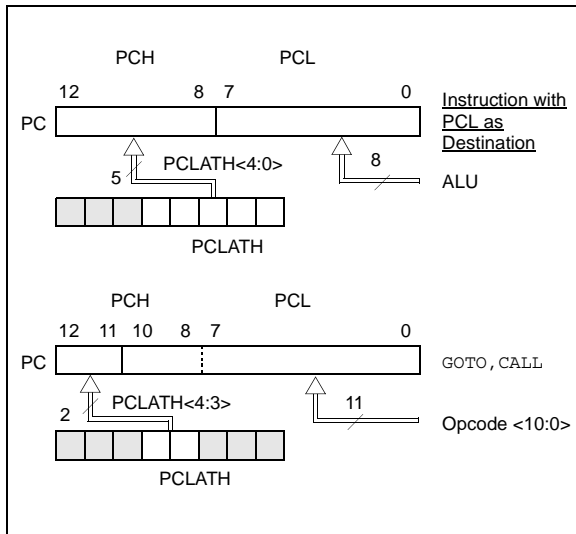 PCH PCL
12 8 7 0
Instruction with
PCL as
Destination
PC
5 PCLATH<4:0>
8
ALU
PCLATH
PCH PCL
12 11 10 8 7 0
PC
GOTO, CALL
2 PCLATH<4:3>
11
Opcode <10:0>
PCLATH